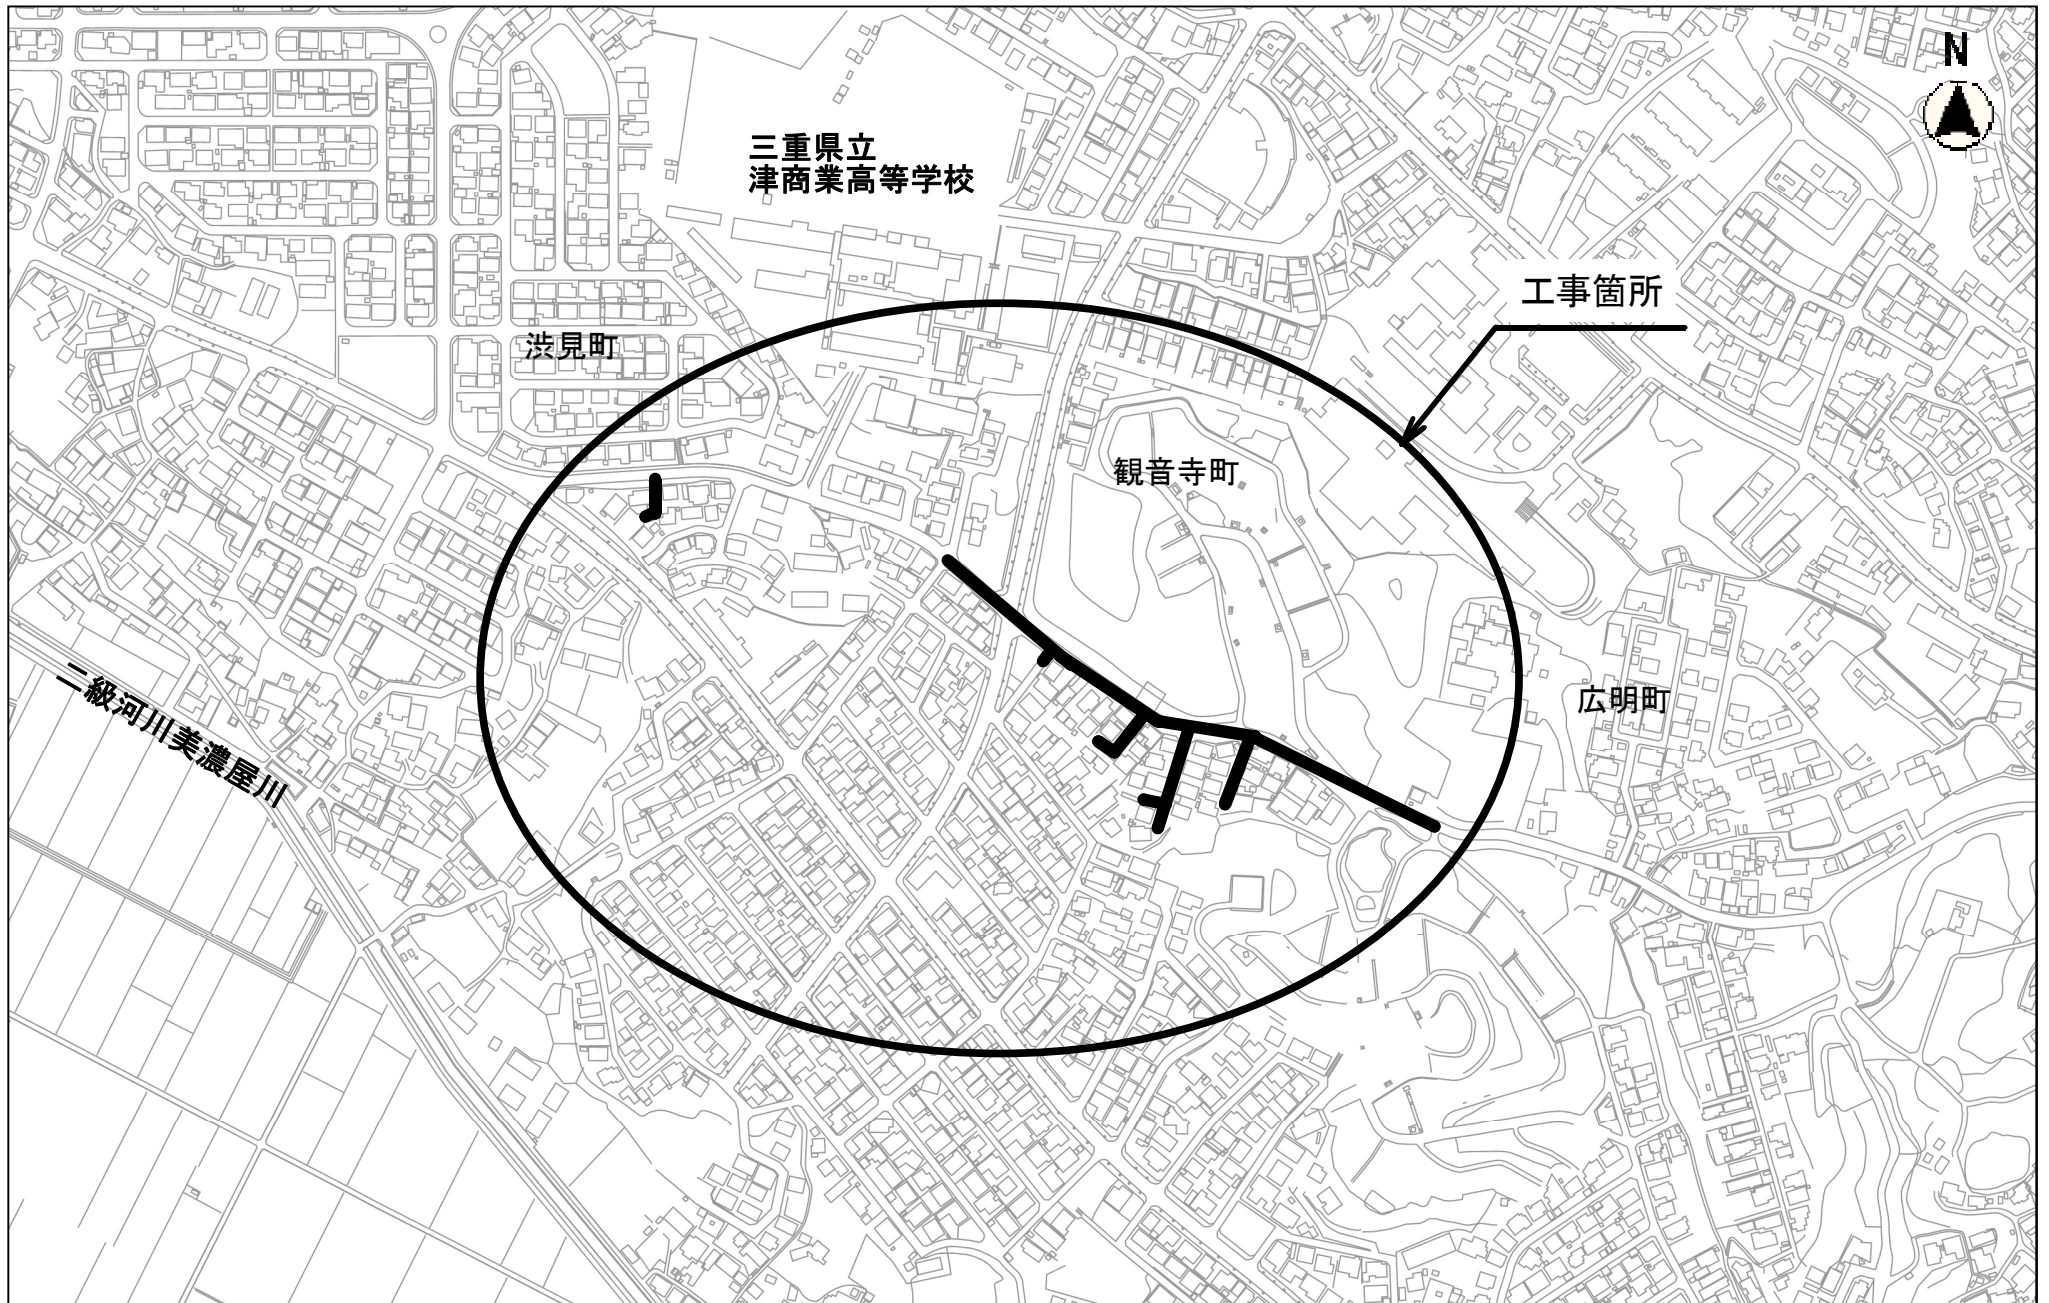 N
三重県立
津商業高等学校
工事箇所
渋見町
観音寺町
広明町
二級河川美濃屋川